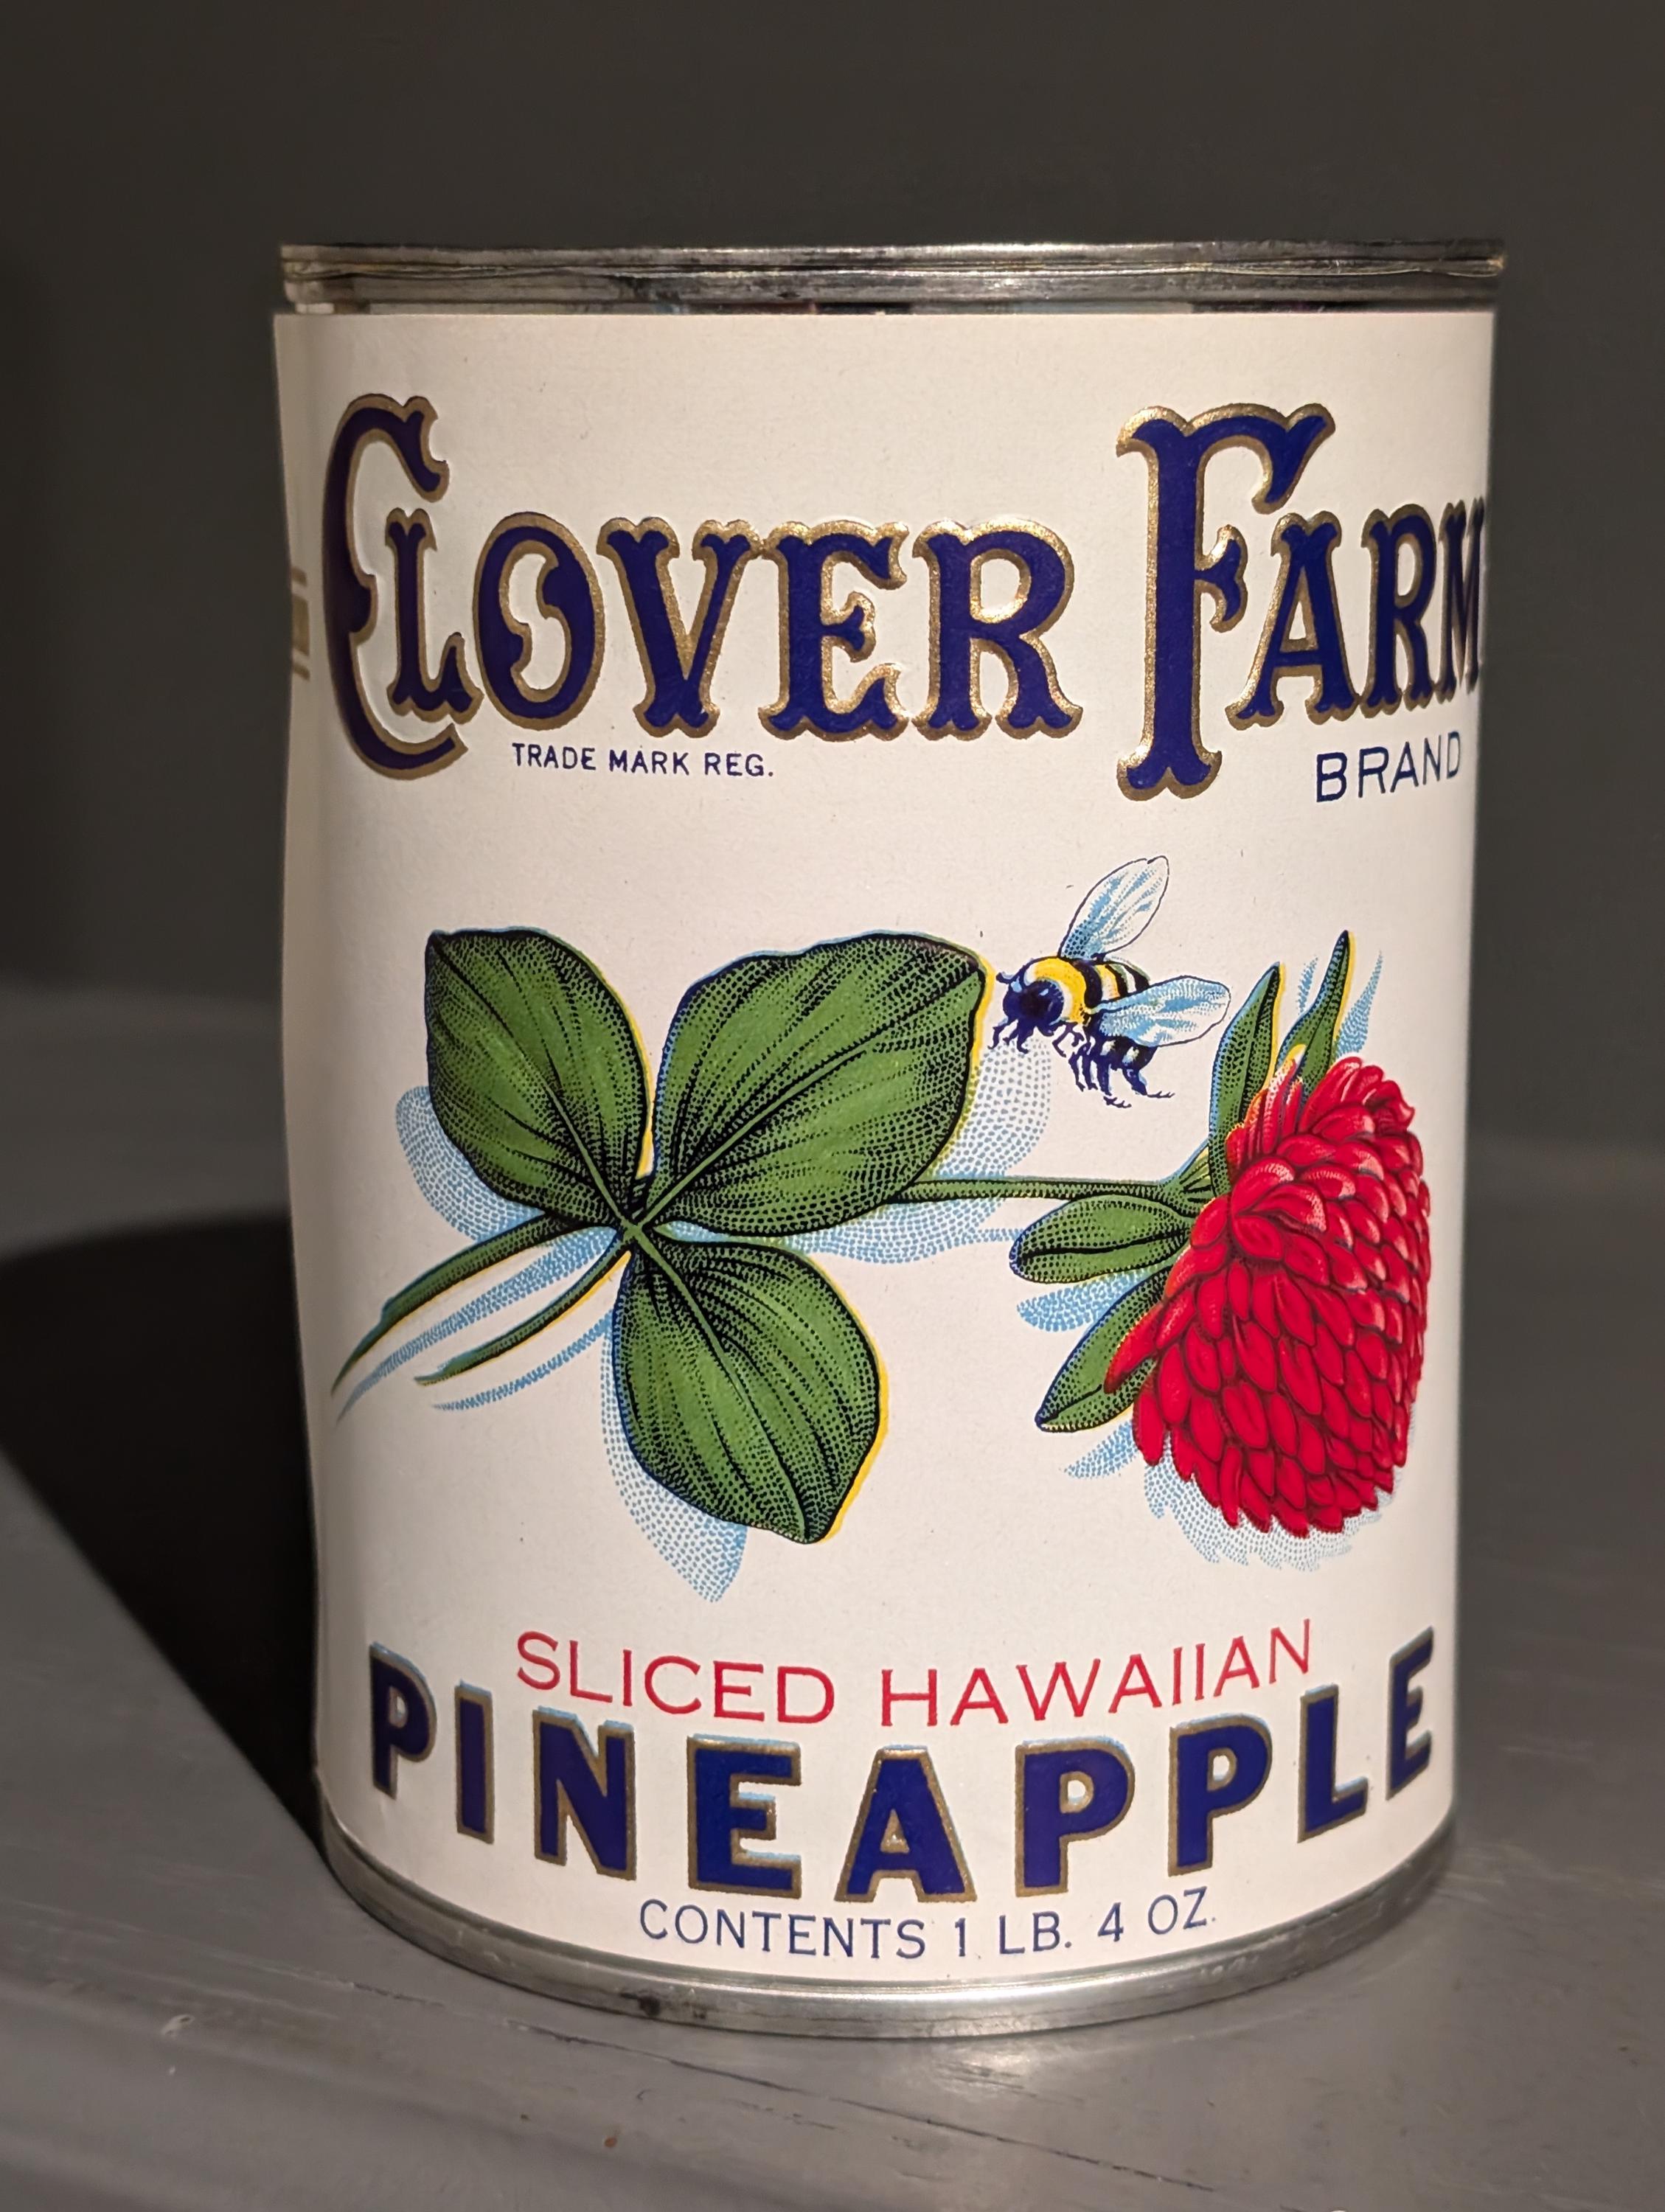 CLOVER FARM
TRADE MARK REG.
BRAND
SLICED HAWAIIAN
PINEAPPLE
CONTENTS 1 LB. 4 OZ.